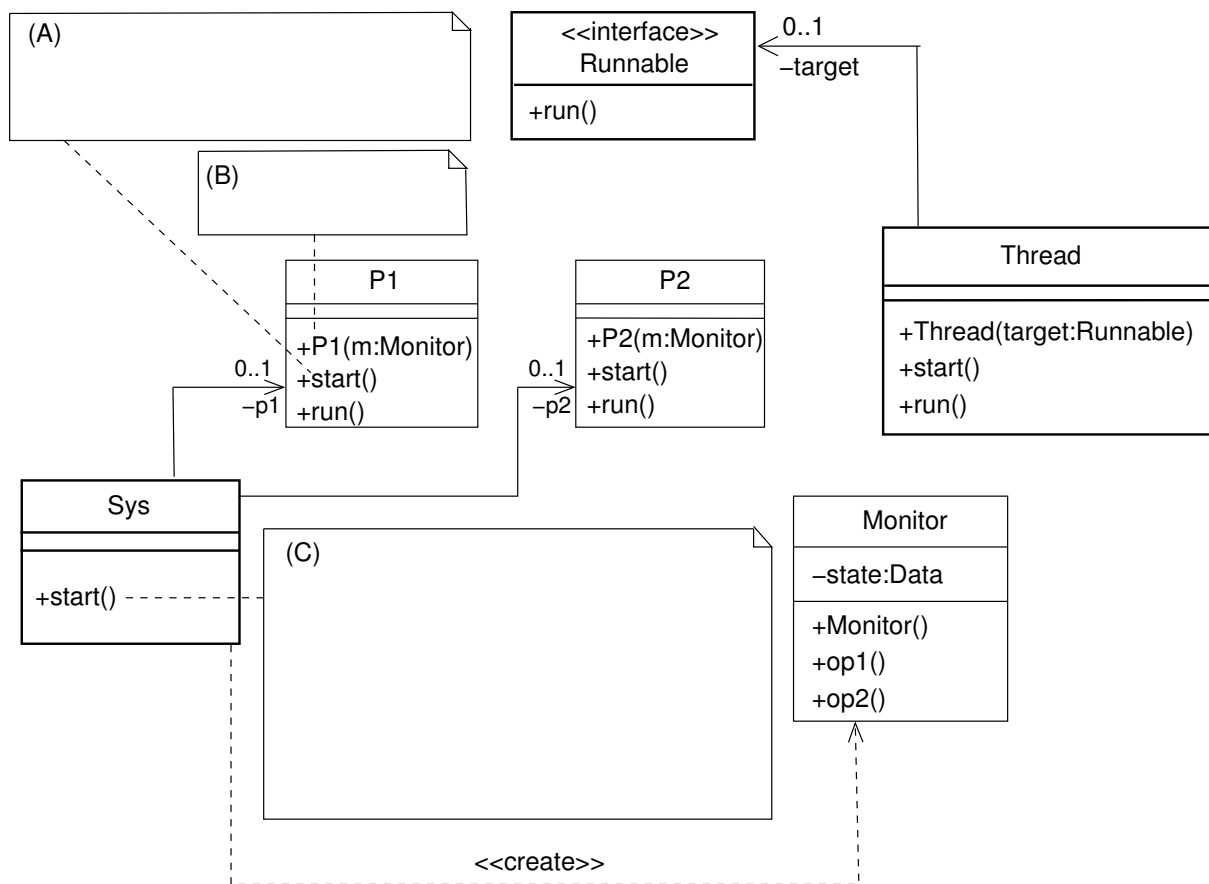 (A)
<<interface>>
Runnable
+run()
0..1
−target
(B)
P1
+P1(m:Monitor)
+start()
+run()
0..1
−p1
P2
+P2(m:Monitor)
+start()
+run()
0..1
−p2
Thread
+Thread(target:Runnable)
+start()
+run()
Sys
+start()
(C)
Monitor
−state:Data
+Monitor()
+op1()
+op2()
<<create>>